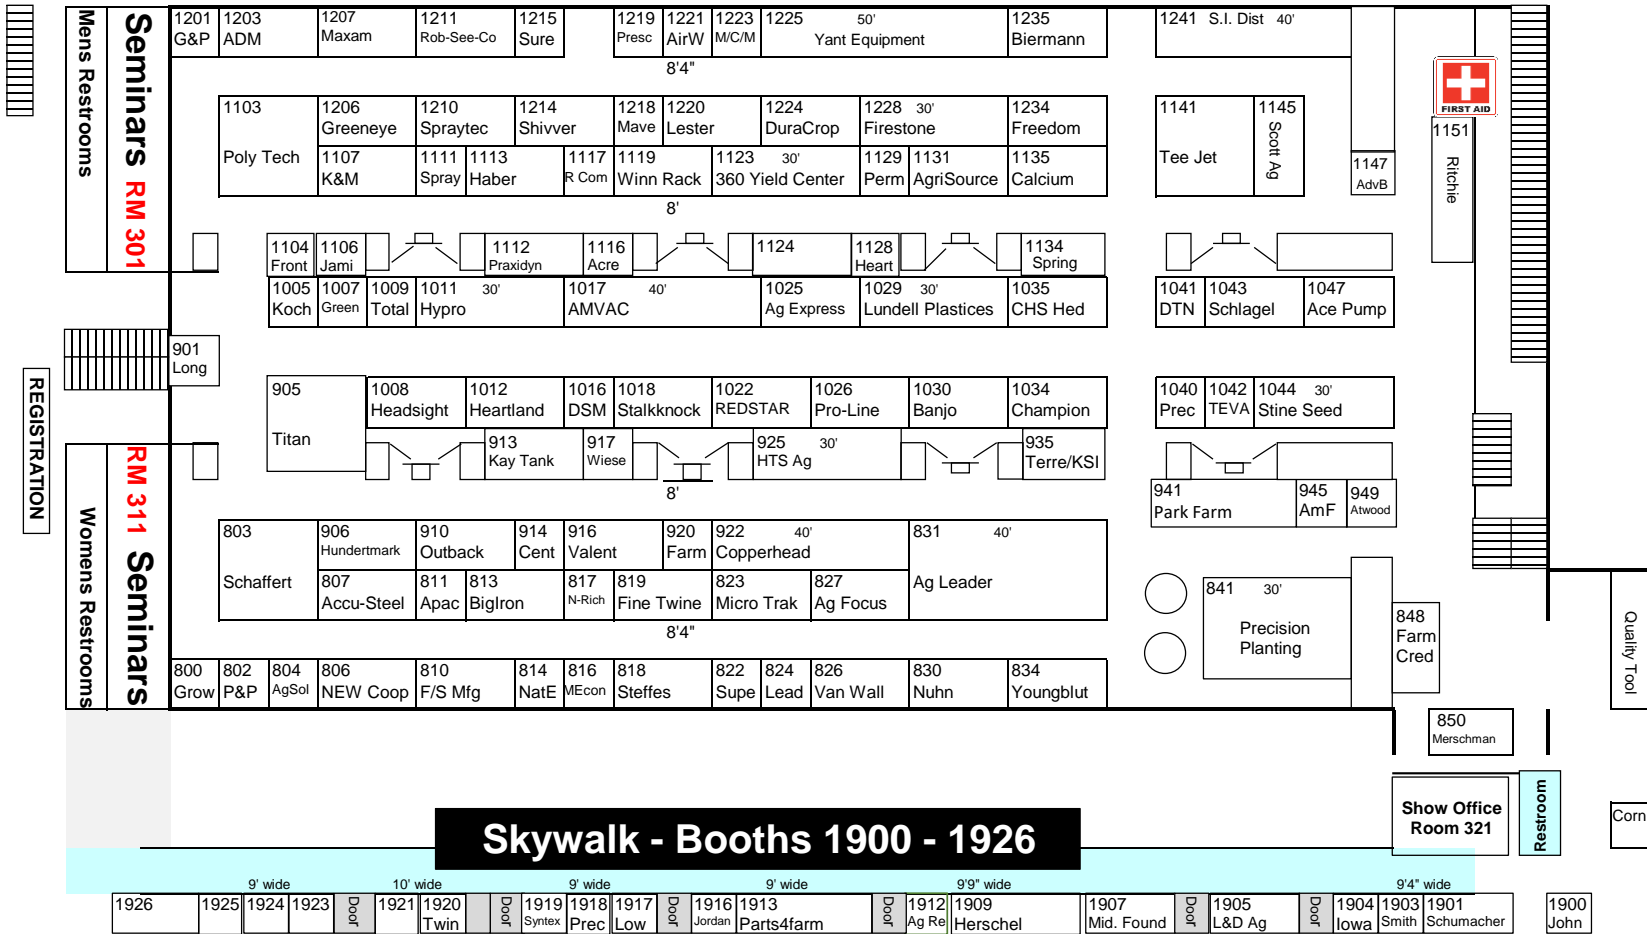 Mens Restrooms
Seminars RM 301
1201 G&P
1203 ADM
1207 Maxam
1211 Rob-See-Co
1215 Sure
1219 Presc
1221 AirW
1223 M/C/M
1225 50' Yant Equipment
1235 Biermann
1241 S.I. Dist 40'
8'4"
FIRST AID
1103 Poly Tech
1206 Greeneye
1210 Spraytec
1214 Shivver
1218 Mave
1220 Lester
1224 DuraCrop
1228 30' Firestone
1234 Freedom
1141 Tee Jet
1145 Scott Ag
1147 AdvB
1151 Ritchie
1107 K&M
1111 Spray
1113 Haber
1117 R Com
1119 Winn Rack
1123 30' 360 Yield Center
1129 Perm
1131 AgriSource
1135 Calcium
8'
1104 Front
1106 Jami
1112 Praxidyn
1116 Acre
1124
1128 Heart
1134 Spring
1005 Koch
1007 Green
1009 Total
1011 30' Hypro
1017 40' AMVAC
1025 Ag Express
1029 30' Lundell Plastices
1035 CHS Hed
1041 DTN
1043 Schlagel
1047 Ace Pump
901 Long
REGISTRATION
905 Titan
1008 Headsight
1012 Heartland
1016 DSM
1018 Stalkknock
1022 REDSTAR
1026 Pro-Line
1030 Banjo
1034 Champion
1040 Prec
1042 TEVA
1044 30' Stine Seed
913 Kay Tank
917 Wiese
925 30' HTS Ag
935 Terre/KSI
8'
941 Park Farm
945 AmF
949 Atwood
RM 311 Seminars
Womens Restrooms
803 Schaffert
906 Hundertmark
910 Outback
914 Cent
916 Valent
920 Farm
922 40' Copperhead
831 40' Ag Leader
807 Accu-Steel
811 Apac
813 BigIron
817 N-Rich
819 Fine Twine
823 Micro Trak
827 Ag Focus
841 30' Precision Planting
848 Farm Cred
Quality Tool
8'4"
800 Grow
802 P&P
804 AgSol
806 NEW Coop
810 F/S Mfg
814 NatE
816 MEcon
818 Steffes
822 Supe
824 Lead
826 Van Wall
830 Nuhn
834 Youngblut
850 Merschman
Show Office
Room 321
Restroom
Corn
Skywalk - Booths 1900 - 1926
9' wide
10' wide
9' wide
9' wide
9'9" wide
9'4" wide
1926
1925
1924
1923
Door
1921
1920 Twin
Door
1919 Syntex
1918 Prec
1917 Low
Door
1916 Jordan
1913 Parts4farm
Door
1912 Ag Re
1909 Herschel
1907 Mid. Found
Door
1905 L&D Ag
Door
1904 Iowa
1903 Smith
1901 Schumacher
1900 John